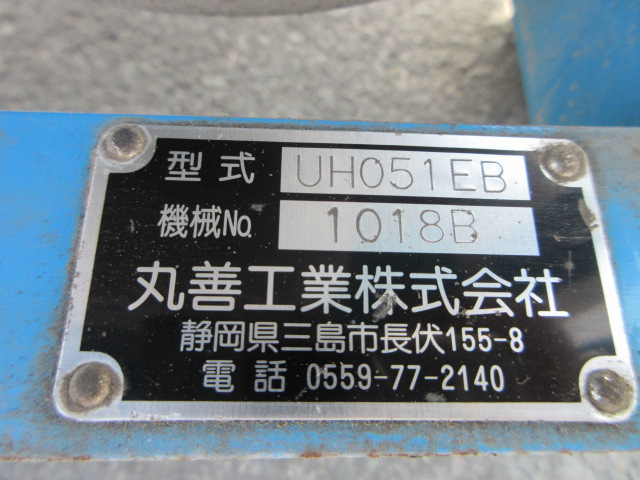 型式 UH051EB
機械No. 1018B
丸善工業株式会社
静岡県三島市長伏155-8
電話 0559-77-2140